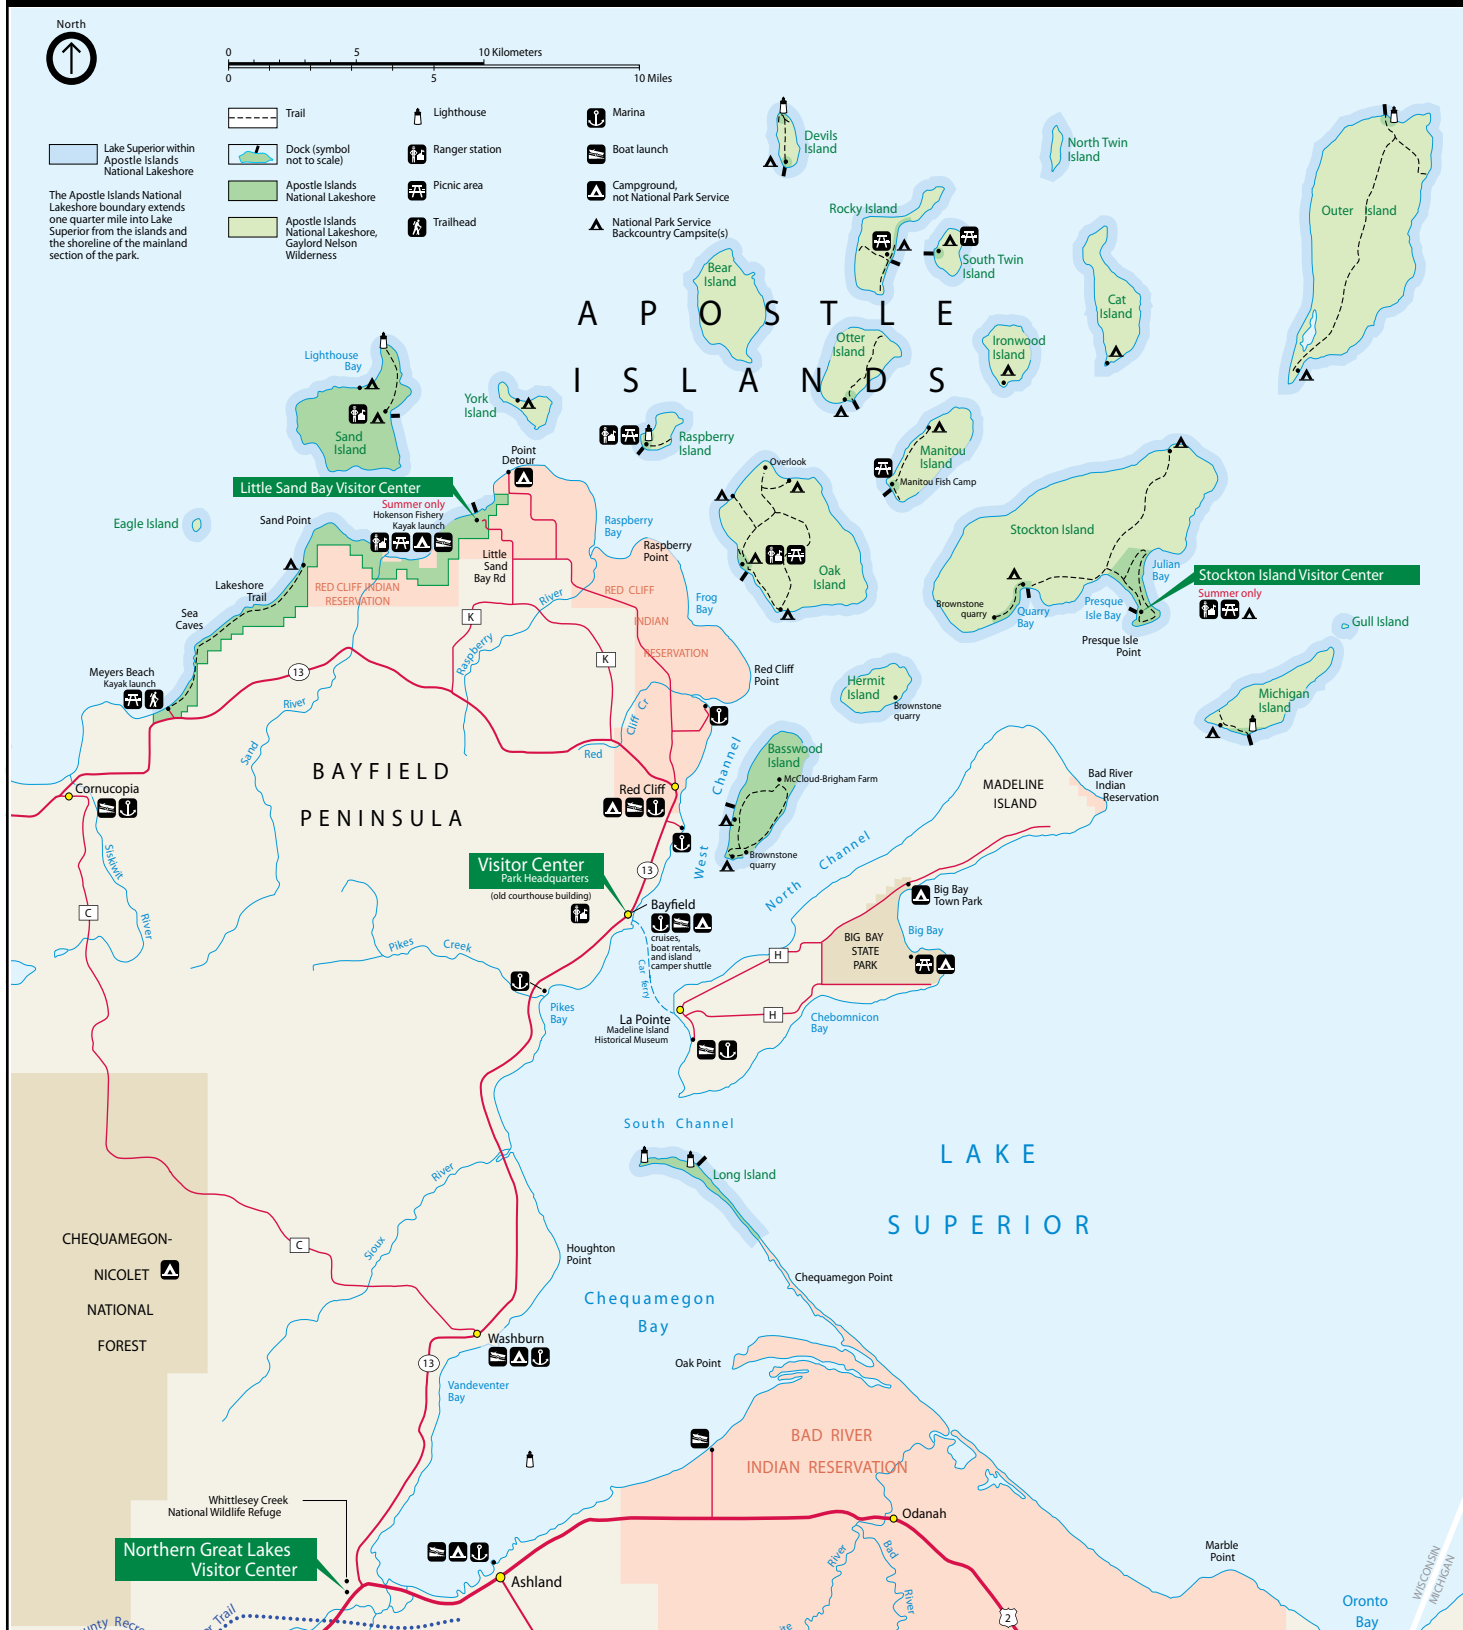 North
0
5
10 Kilometers
0
5
10 Miles
Trail
Dock (symbol
not to scale)
Apostle Islands
National Lakeshore
Apostle Islands
National Lakeshore,
Gaylord Nelson
Wilderness
Lighthouse
Ranger station
Picnic area
Trailhead
Marina
Boat launch
Campground,
not National Park Service
National Park Service
Backcountry Campsite(s)
Lake Superior within
Apostle Islands
National Lakeshore
The Apostle Islands National
Lakeshore boundary extends
one quarter mile into Lake
Superior from the islands and
the shoreline of the mainland
section of the park.
Devils
Island
North Twin
Island
Outer Island
Rocky Island
South Twin
Island
Bear
Island
Cat
Island
APOSTLE
ISLANDS
Otter
Island
Ironwood
Island
Lighthouse
Bay
Sand
Island
York
Island
Raspberry
Island
Manitou
Island
Manitou Fish Camp
Point
Detour
Overlook
Little Sand Bay Visitor Center
Summer only
Hokenson Fishery
Kayak launch
Eagle Island
Sand Point
Raspberry
Bay
Raspberry
Point
Stockton Island
Julian
Bay
Stockton Island Visitor Center
Summer only
Little
Sand
Bay Rd
Lakeshore
Trail
RED CLIFF INDIAN
RESERVATION
Oak
Island
RED CLIFF
INDIAN
RESERVATION
Frog
Bay
Brownstone
quarry
Quarry
Bay
Presque
Isle Bay
Presque Isle
Point
Gull Island
Sea
Caves
K
K
Raspberry
River
Meyers Beach
Kayak launch
13
Red Cliff
Point
Hermit
Island
Brownstone
quarry
Michigan
Island
Sand
River
Red
Cliff Cr
BAYFIELD
PENINSULA
Basswood
Island
McCloud-Brigham Farm
Brownstone
quarry
West
Channel
North Channel
MADELINE
ISLAND
Bad River
Indian
Reservation
Cornucopia
Red Cliff
Siskiwit
River
C
13
Visitor Center
Park Headquarters
(old courthouse building)
Bayfield
cruises,
boat rentals,
and island
camper shuttle
Car ferry
Big Bay
Town Park
Big Bay
BIG BAY
STATE
PARK
H
H
Pikes
Creek
Pikes
Bay
La Pointe
Madeline Island
Historical Museum
Chebomnicon
Bay
South Channel
Long Island
LAKE
SUPERIOR
Sioux
River
CHEQUAMEGON-
NICOLET
NATIONAL
FOREST
C
Houghton
Point
Chequamegon Point
Chequamegon
Bay
Washburn
13
Oak Point
Vandeventer
Bay
BAD RIVER
INDIAN RESERVATION
Whittlesey Creek
National Wildlife Refuge
Odanah
Northern Great Lakes
Visitor Center
Ashland
River
Bad
River
2
Marble
Point
WISCONSIN
MICHIGAN
Oronto
Bay
Trail